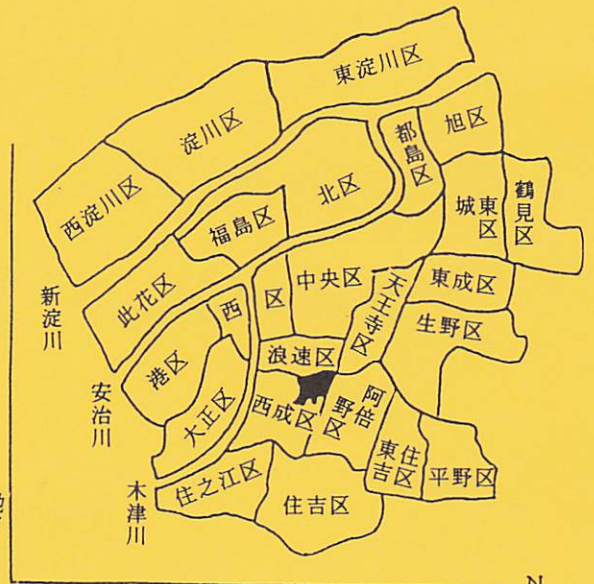 東淀川区
淀川区
西淀川区
旭区
都島区
北区
福島区
城東区
鶴見区
此花区
西
区
中央区
天王寺区
東成区
生野区
港区
浪速区
大正区
西成区
阿倍野区
東住吉区
平野区
住之江区
住吉区
新淀川
安治川
木津川